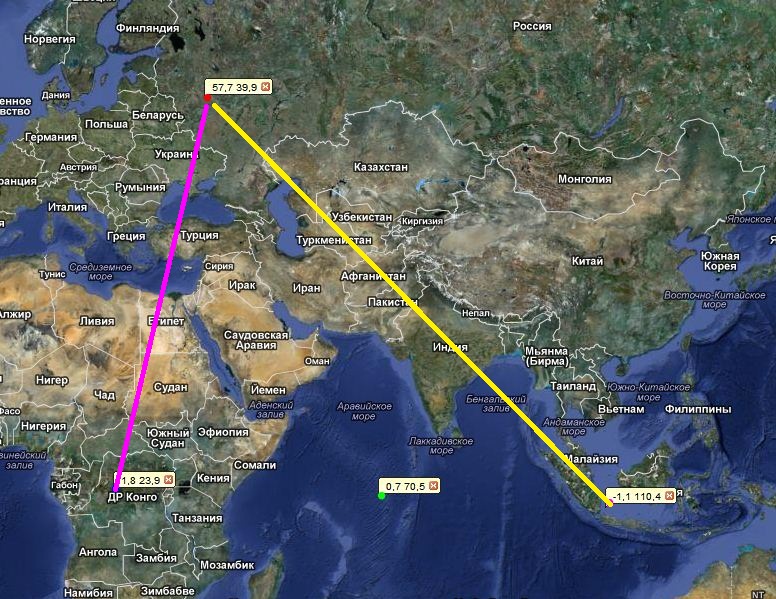 Норвегия
Финляндия
Россия
57,7 39,9
Дания
енное
вство
Беларусь
Польша
Германия
Украин
Казахстан
Австрия
ранция
Монголия
Румыния
Италия
Узбекистан
Киргизия
Японское м
Греция
Турция
Туркменистан
Китай
Южная
Корея
Тунис
Средиземное
море
Сирия
Афганистан
Ирак
Иран
Восточно-Китайское
море
Пакистан
лжир
Ливия
Египет
Непал
Саудовская
Аравия
Индия
Оман
Мьянма
(Бирма)
Нигер
Судан
Йемен
Таиланд
Южно-Китайское
море
Чад
Аденский
залив
Аравийское
море
Бенгальский
залив
Вьетнам
Филиппины
Фасо
Нигерия
Южный
Судан
Эфиопия
Андаманское
море
Лаккадивское
море
винейский
залив
Сомали
Малайзия
Габон
1,8 23,9
Кения
0,7 70,5
-1,1 110,4
я
ДР Конго
Танзания
Ангола
Замбия
Мозамбик
Намибия
Зимбабве
NT